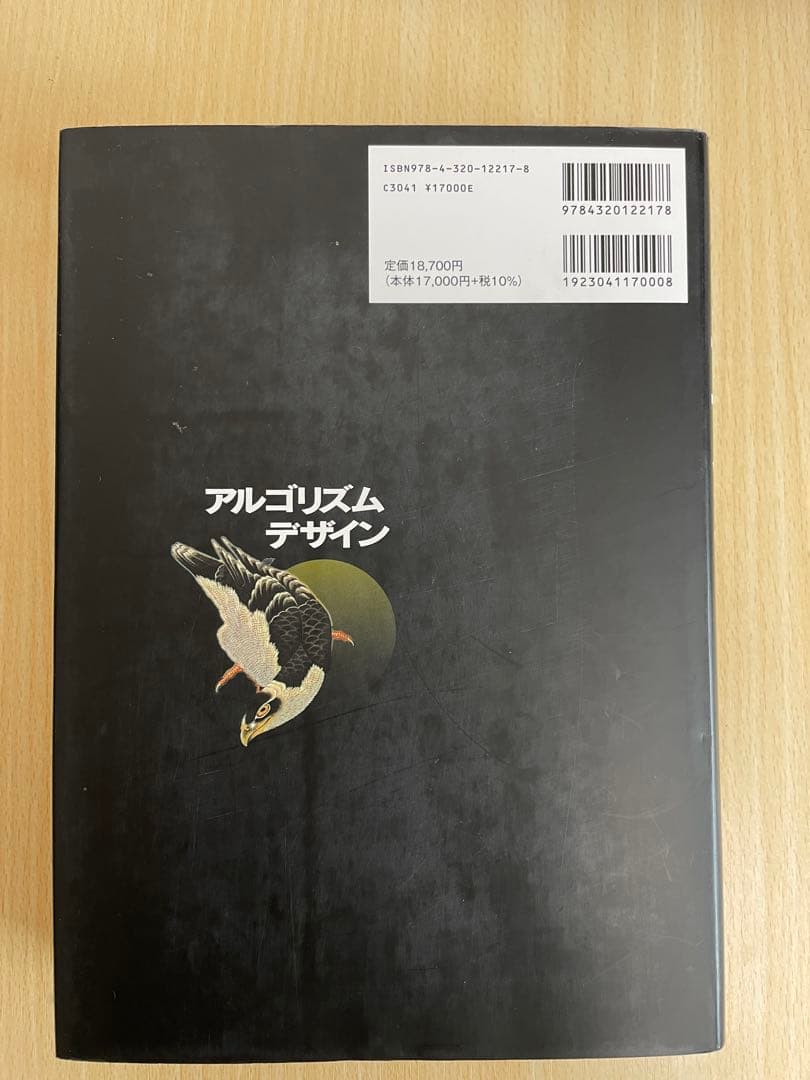 ISBN978-4-320-12217-8
C3041 ¥17000E
9784320122178
定価18,700円
（本体17,000円+税10%）
1923041170008
アルゴリズム
デザイン